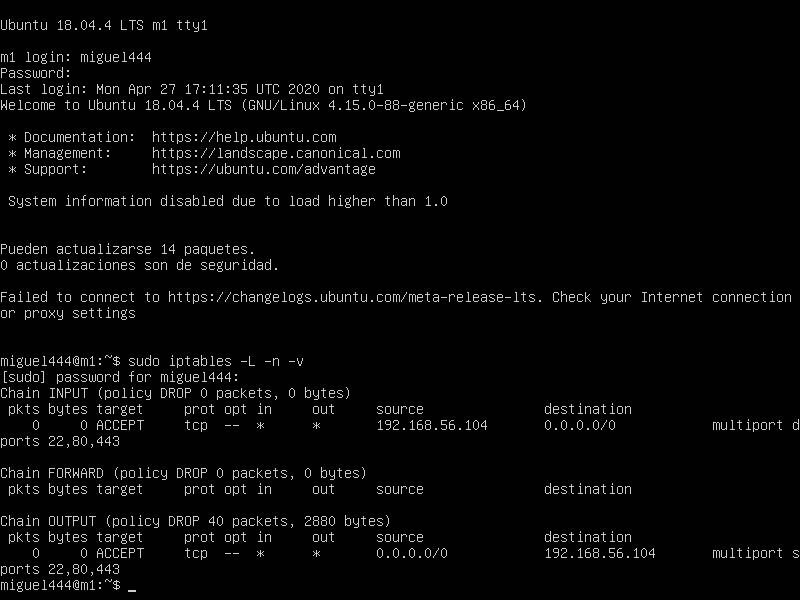 Ubuntu 18.04.4 LTS m1 tty1
m1 login: miguel444
Password:
Last login: Mon Apr 27 17:11:35 UTC 2020 on tty1
Welcome to Ubuntu 18.04.4 LTS (GNU/Linux 4.15.0-88-generic x86_64)
* Documentation:  https://help.ubuntu.com
* Management:     https://landscape.canonical.com
* Support:        https://ubuntu.com/advantage
System information disabled due to load higher than 1.0
Pueden actualizarse 14 paquetes.
0 actualizaciones son de seguridad.
Failed to connect to https://changelogs.ubuntu.com/meta-release-lts. Check your Internet connection
or proxy settings
miguel444@m1:~$ sudo iptables -L -n -v
[sudo] password for miguel444:
Chain INPUT (policy DROP 0 packets, 0 bytes)
pkts bytes target     prot opt in     out     source               destination
0     0 ACCEPT     tcp  --  *      *       192.168.56.104       0.0.0.0/0            multiport d
ports 22,80,443
Chain FORWARD (policy DROP 0 packets, 0 bytes)
pkts bytes target     prot opt in     out     source               destination
Chain OUTPUT (policy DROP 40 packets, 2880 bytes)
pkts bytes target     prot opt in     out     source               destination
0     0 ACCEPT     tcp  --  *      *       0.0.0.0/0            192.168.56.104       multiport s
ports 22,80,443
miguel444@m1:~$ _